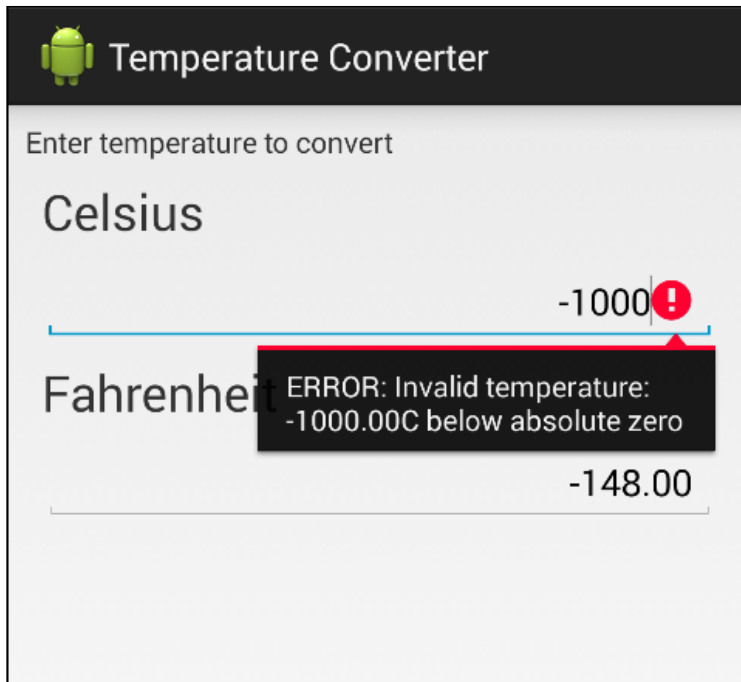 Temperature Converter
Enter temperature to convert
Celsius
-1000
Fahrenheit
ERROR: Invalid temperature:
-1000.00C below absolute zero
-148.00